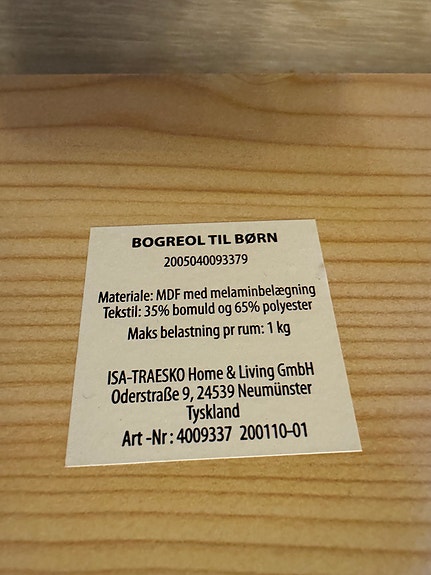 BOGREOL TIL BØRN
2005040093379
Materiale: MDF med melaminbelægning
Tekstil: 35% bomuld og 65% polyester
Maks belastning pr rum: 1 kg
ISA-TRAESKO Home & Living GmbH
Oderstraße 9, 24539 Neumünster
Tyskland
Art -Nr : 4009337 200110-01